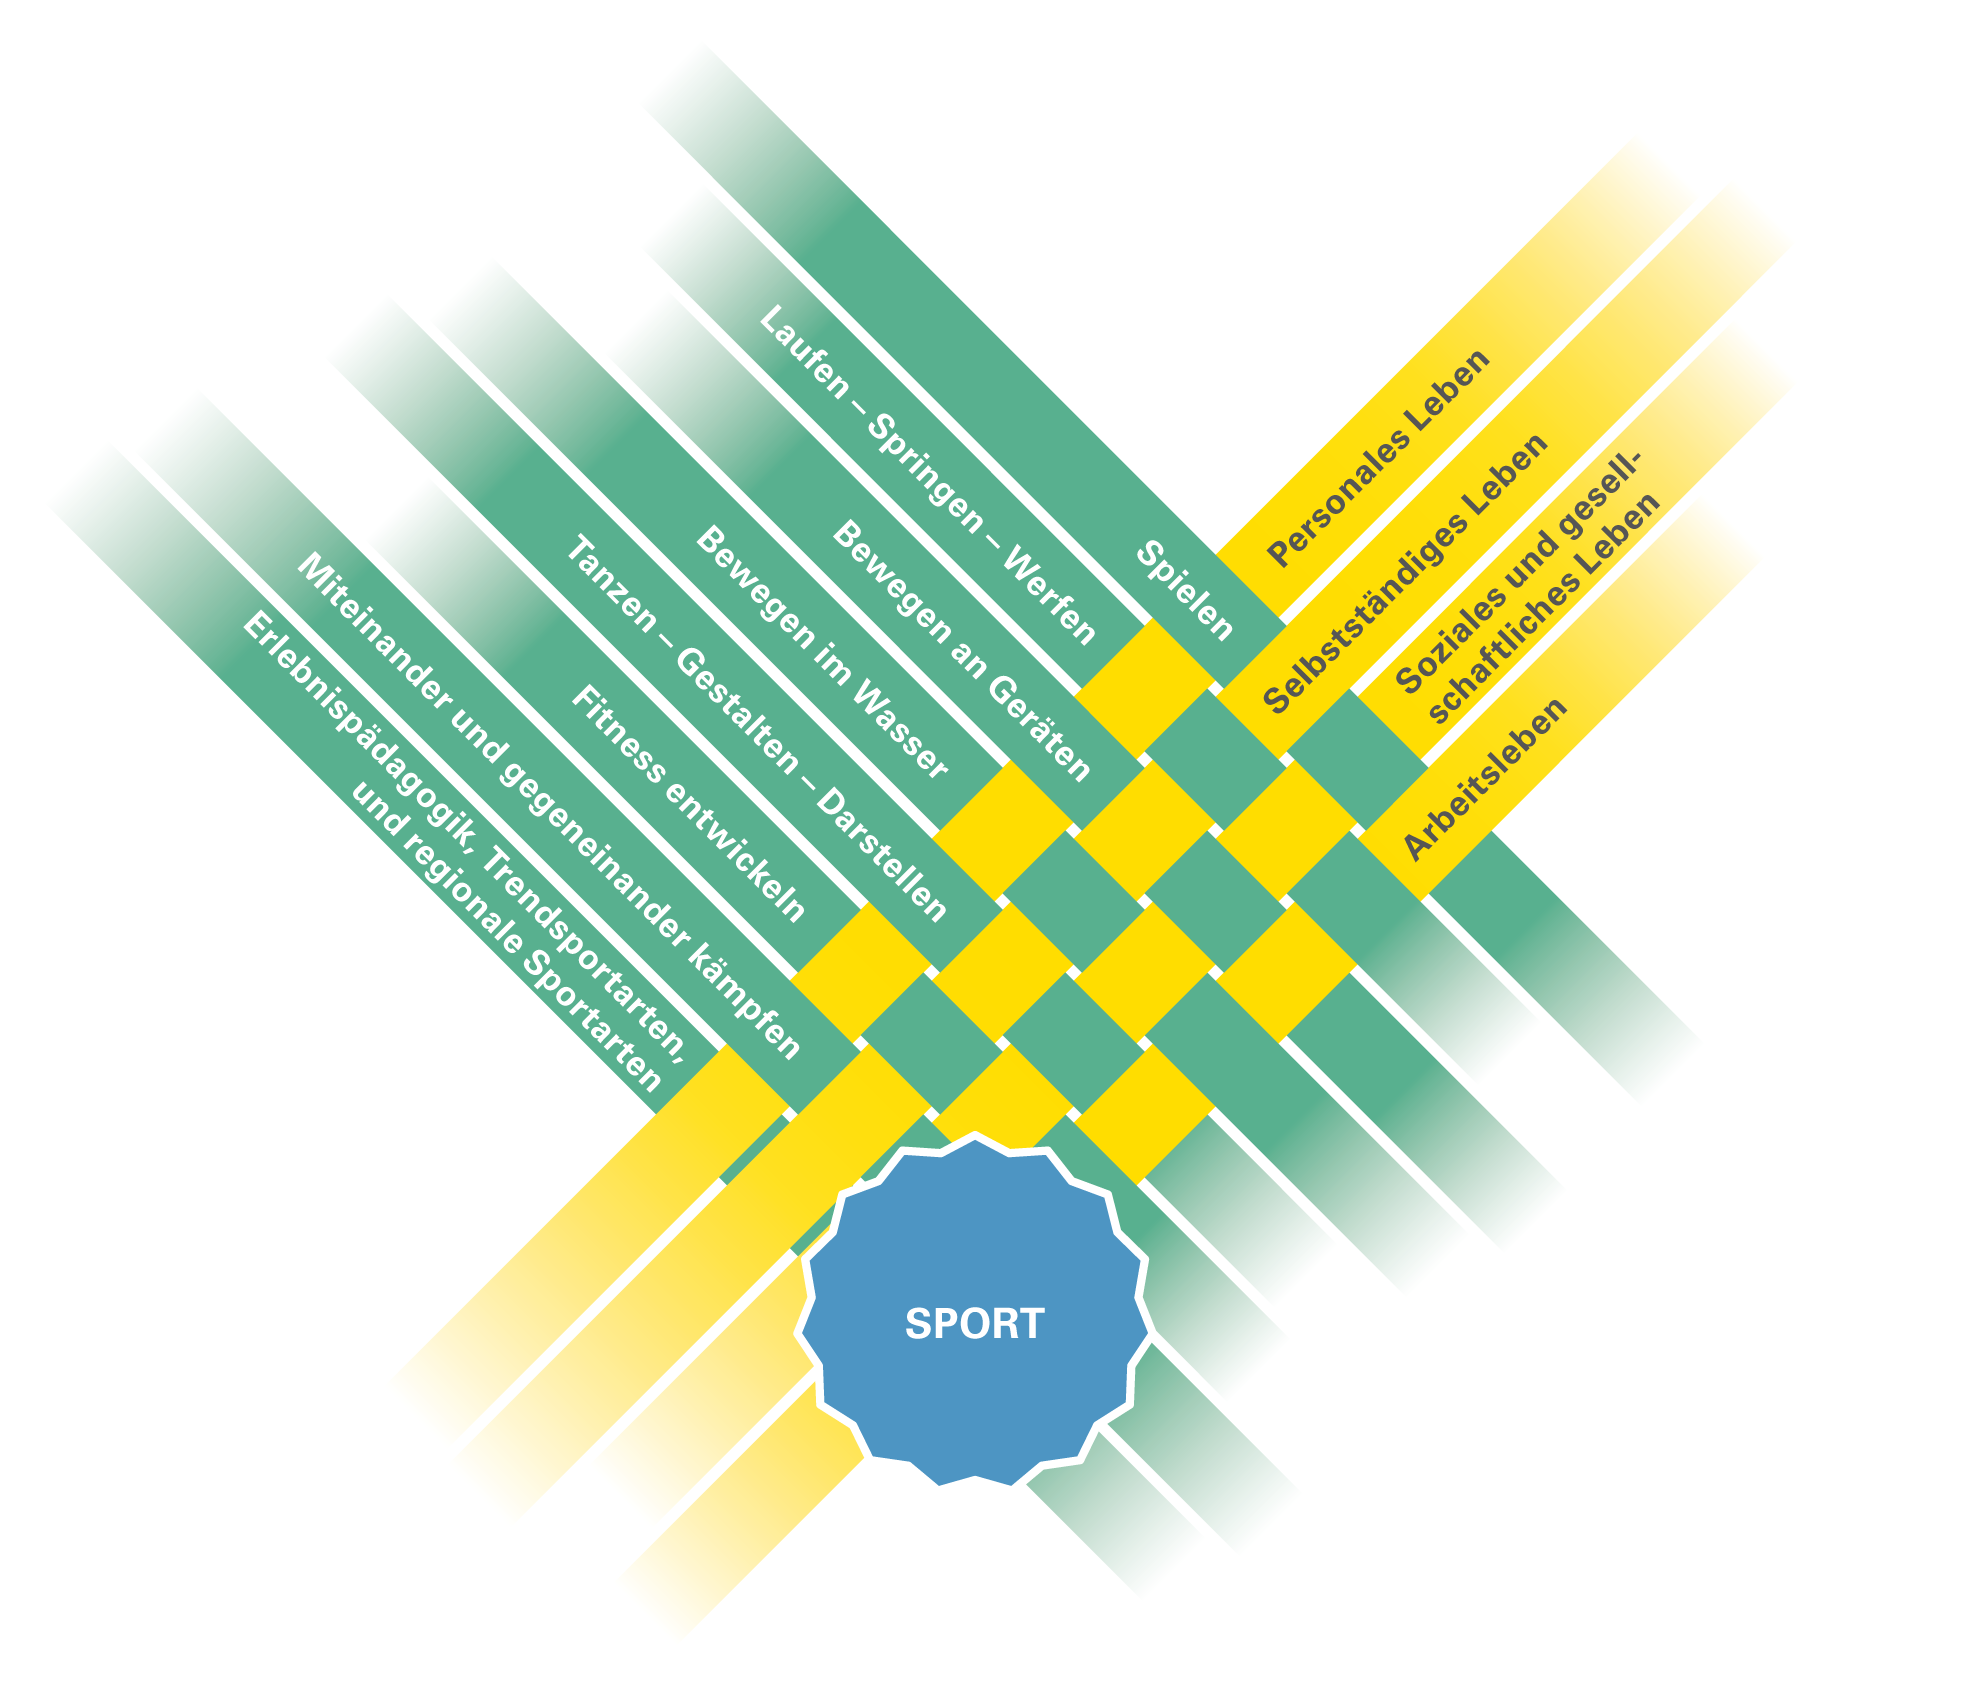 Spielen
Laufen – Springen – Werfen
Bewegen an Geräten
Bewegen im Wasser
Tanzen – Gestalten – Darstellen
Fitness entwickeln
Miteinander und gegeneinander kämpfen
Erlebnispädagogik, Trendsportarten,
und regionale Sportarten
Personales Leben
Selbstständiges Leben
Soziales und gesell-
schaftliches Leben
Arbeitsleben
SPORT